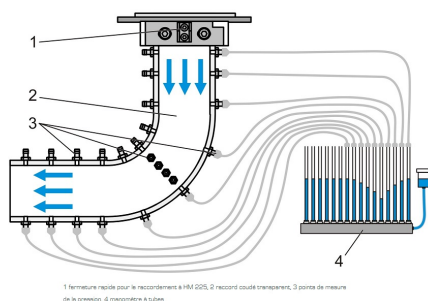 1
2
3
4
1 fermeture rapide pour le raccordement à HM 225, 2 raccord coudé transparent, 3 points de mesure
de la pression, 4 manomètre à tubes